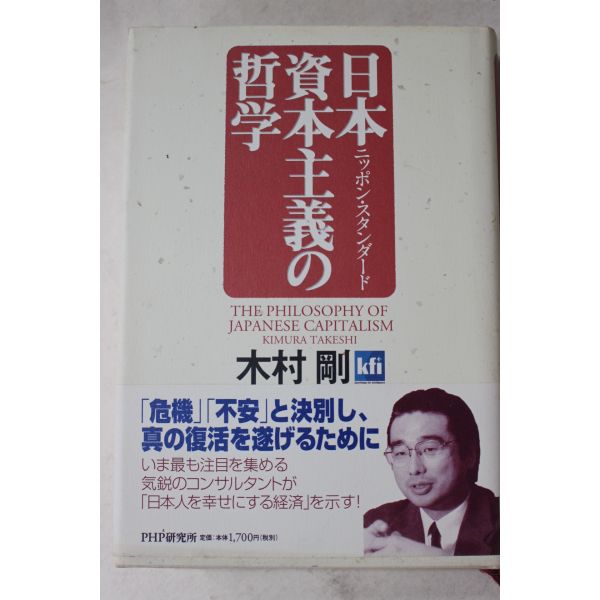 日本
資本主義の
哲学
ニッポン・スタンダード
THE PHILOSOPHY OF
JAPANESE CAPITALISM
KIMURA TAKESHI
木村 剛
kfi
「危機」「不安」と決別し、
真の復活を遂げるために
いま最も注目を集める
気鋭のコンサルタントが
「日本人を幸せにする経済」を示す!
PHP研究所 定価:本体1,700円(税別)